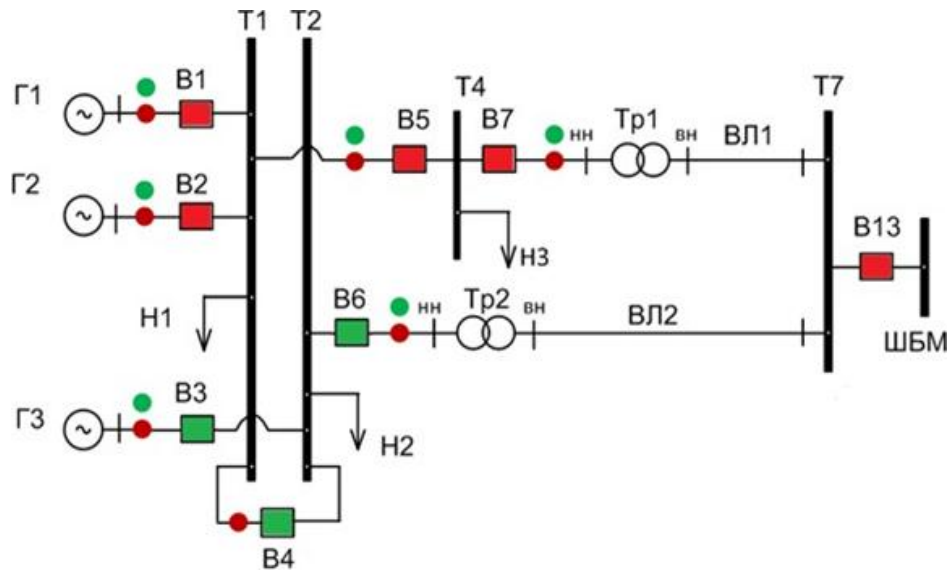 Т1 Т2
Г1
В1
Т4
Т7
В5
В7
нн
Тр1
вн
ВЛ1
Г2
В2
В13
Н3
Н1
В6
нн
Тр2
вн
ВЛ2
ШБМ
Г3
В3
Н2
В4